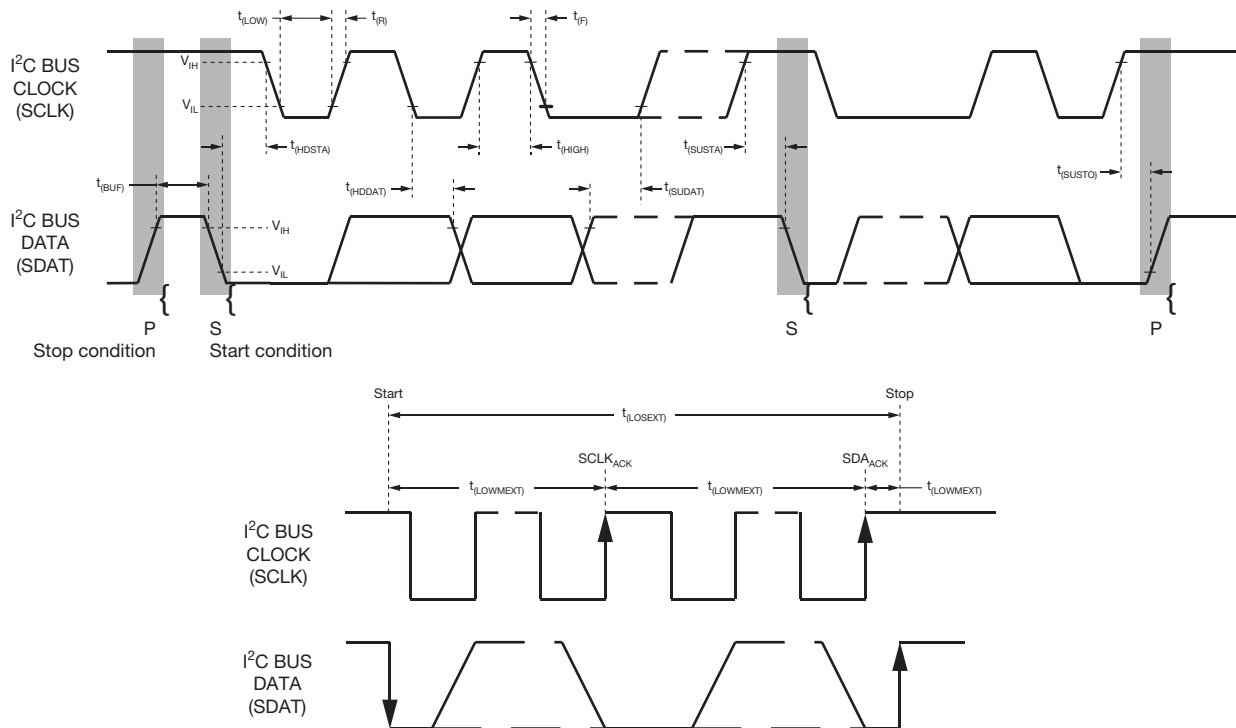 t(LOW) t(R) t(F)
I²C BUS
CLOCK
(SCLK)
VIH
VIL
t(HDSTA) t(HIGH) t(SUSTA)
t(BUF) t(HDDAT) t(SUDAT) t(SUSTO)
I²C BUS
DATA
(SDAT)
VIH
VIL
{ { { {
P S S P
Stop condition Start condition
Start Stop
t(LOSEXT)
SCLKACK SDAACK
t(LOWMEXT) t(LOWMEXT) t(LOWMEXT)
I²C BUS
CLOCK
(SCLK)
I²C BUS
DATA
(SDAT)